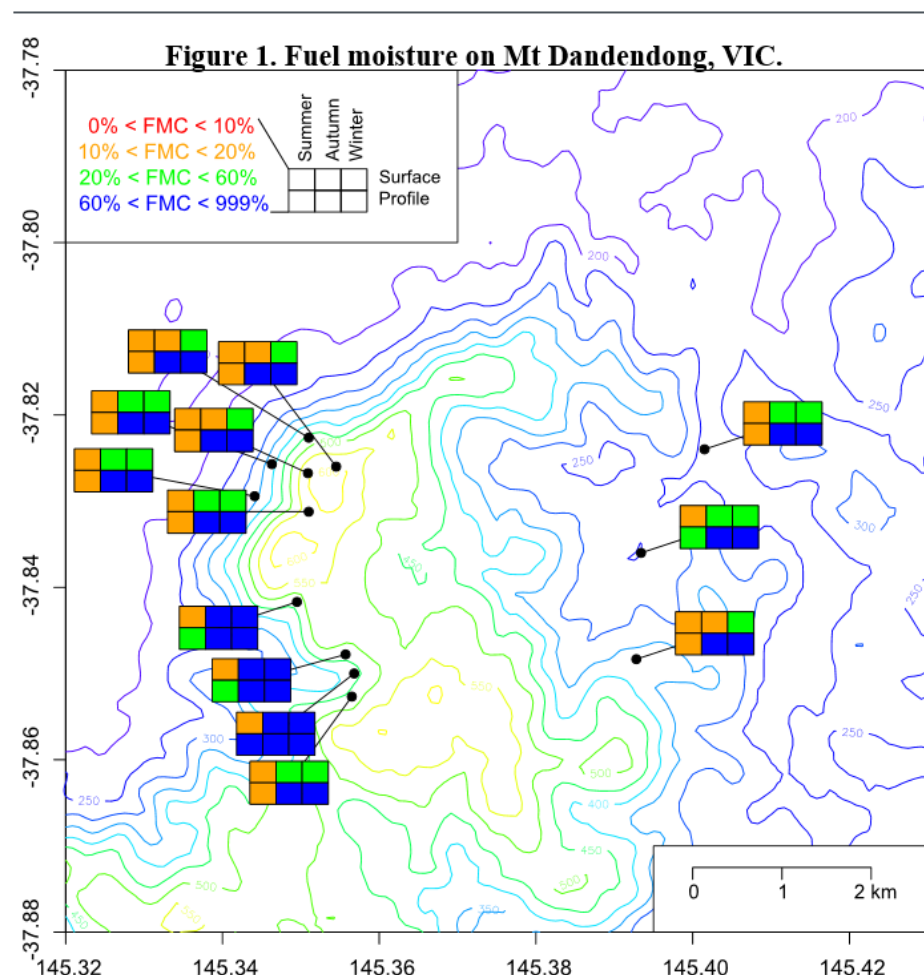 Figure 1. Fuel moisture on Mt Dandendong, VIC.
0% < FMC < 10%
10% < FMC < 20%
20% < FMC < 60%
60% < FMC < 999%
Summer
Autumn
Winter
Surface
Profile
-37.78
-37.80
-37.82
-37.84
-37.86
-37.88
200
200
250
500
250
300
450
550
250
550
300
250
250
500
400
450
500
500
550
450
350
0 1 2 km
145.32 145.34 145.36 145.38 145.40 145.42